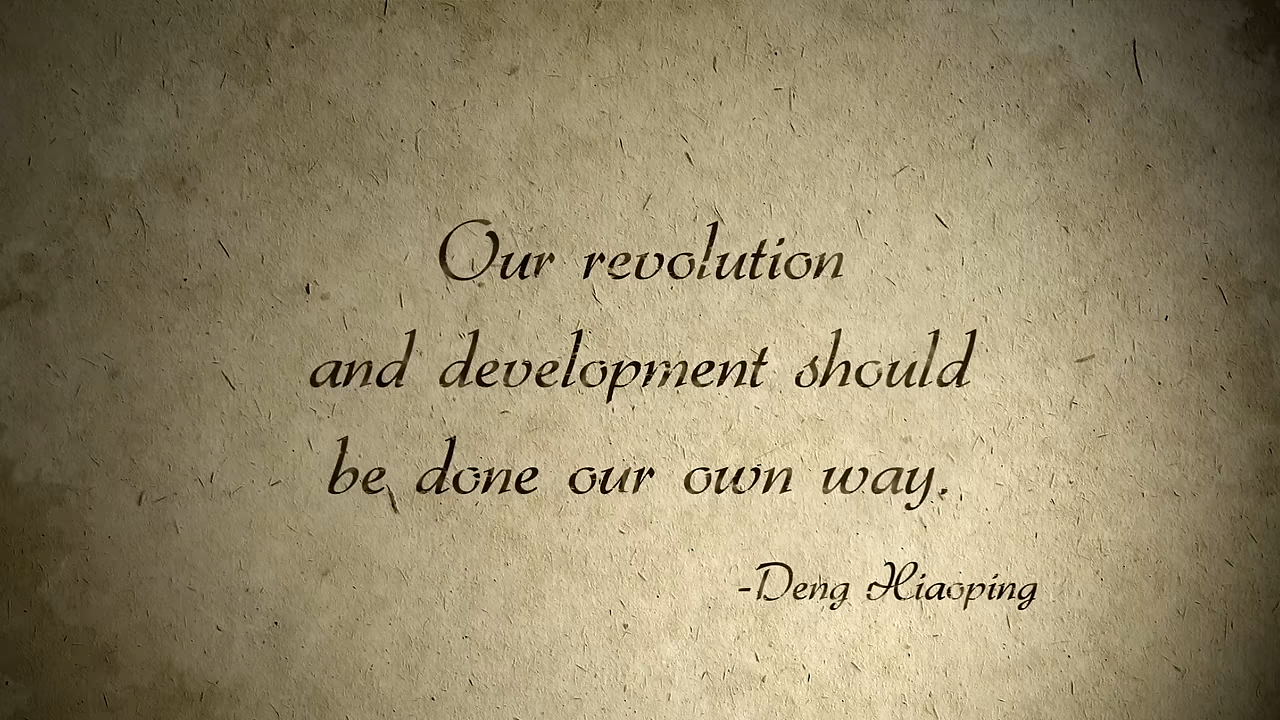 Our revolution
and development should
be done our own way.
-Deng Xiaoping